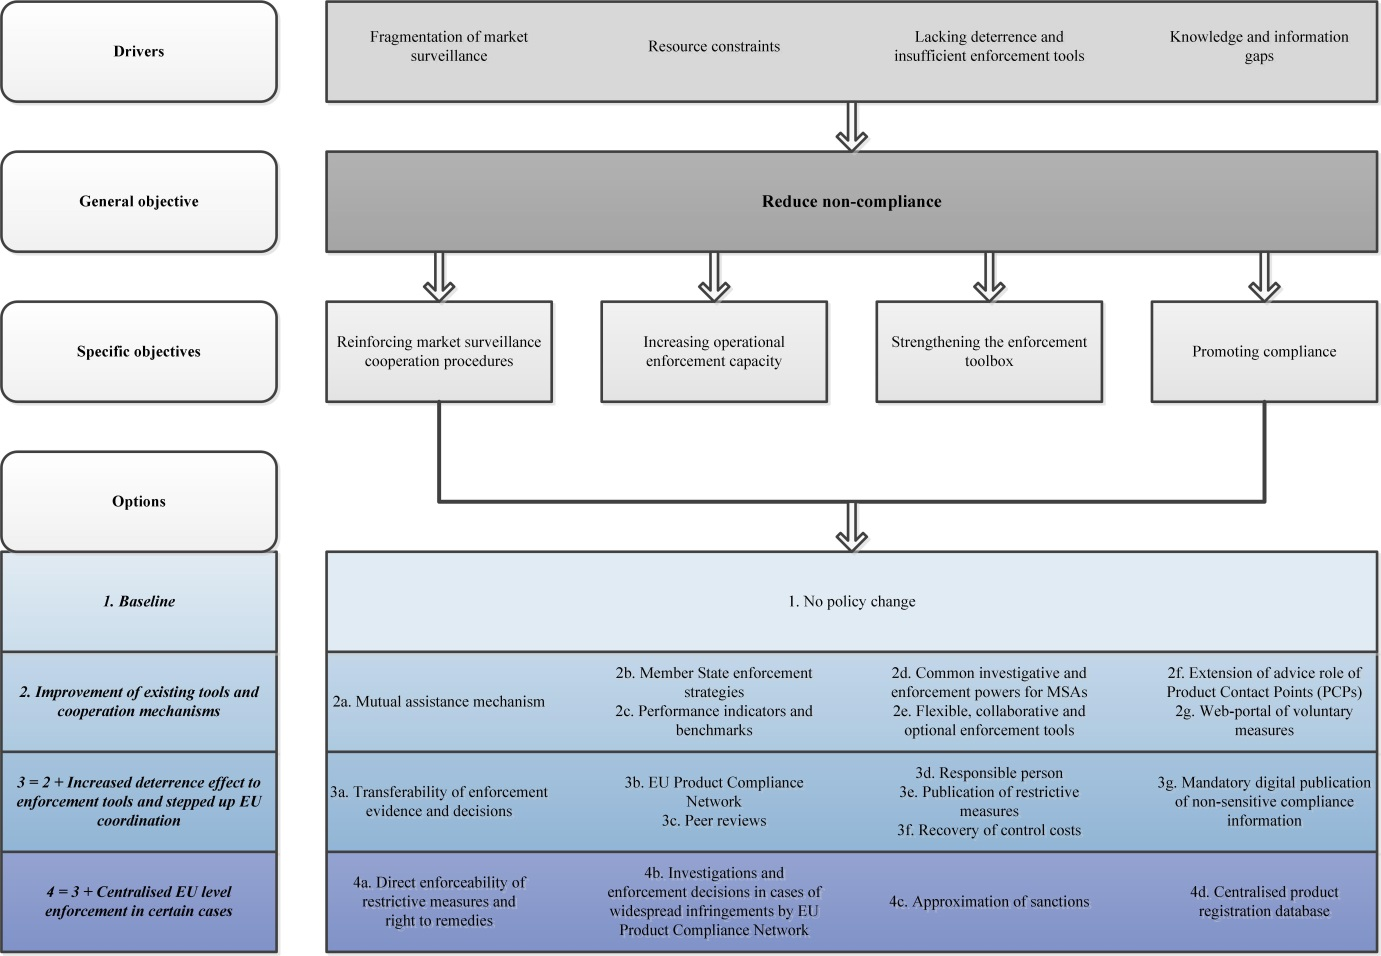 Drivers
Fragmentation of market
surveillance
Resource constraints
Lacking deterrence and
insufficient enforcement tools
Knowledge and information
gaps
General objective
Reduce non-compliance
Specific objectives
Reinforcing market surveillance
cooperation procedures
Increasing operational
enforcement capacity
Strengthening the enforcement
toolbox
Promoting compliance
Options
1. Baseline
1. No policy change
2. Improvement of existing tools and
cooperation mechanisms
2a. Mutual assistance mechanism
2b. Member State enforcement
strategies
2c. Performance indicators and
benchmarks
2d. Common investigative and
enforcement powers for MSAs
2e. Flexible, collaborative and
optional enforcement tools
2f. Extension of advice role of
Product Contact Points (PCPs)
2g. Web-portal of voluntary
measures
3 = 2 + Increased deterrence effect to
enforcement tools and stepped up EU
coordination
3a. Transferability of enforcement
evidence and decisions
3b. EU Product Compliance
Network
3c. Peer reviews
3d. Responsible person
3e. Publication of restrictive
measures
3f. Recovery of control costs
3g. Mandatory digital publication
of non-sensitive compliance
information
4 = 3 + Centralised EU level
enforcement in certain cases
4a. Direct enforceability of
restrictive measures and
right to remedies
4b. Investigations and
enforcement decisions in cases of
widespread infringements by EU
Product Compliance Network
4c. Approximation of sanctions
4d. Centralised product
registration database